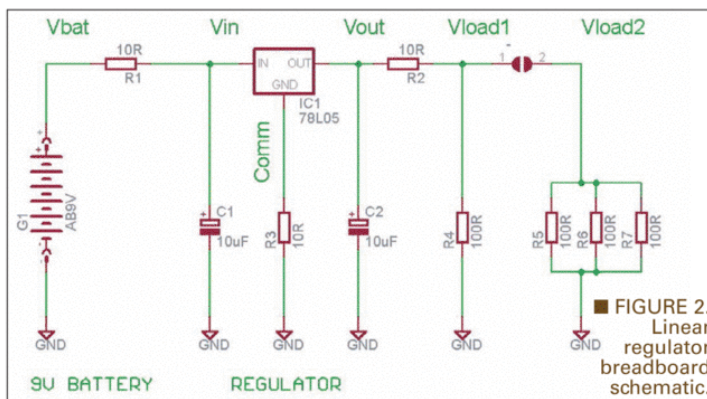 Vbat
Vin
Vout
Vload1
Vload2
10R
R1
IN
OUT
GND
IC1
78L05
10R
R2
1
2
Comm
G1
AB9V
+
-
+
C1
10uF
R3
10R
+
C2
10uF
R4
100R
R5
100R
R6
100R
R7
100R
GND
GND
GND
GND
GND
GND
9V BATTERY
REGULATOR
■ FIGURE 2.
Linear
regulator
breadboard
schematic.